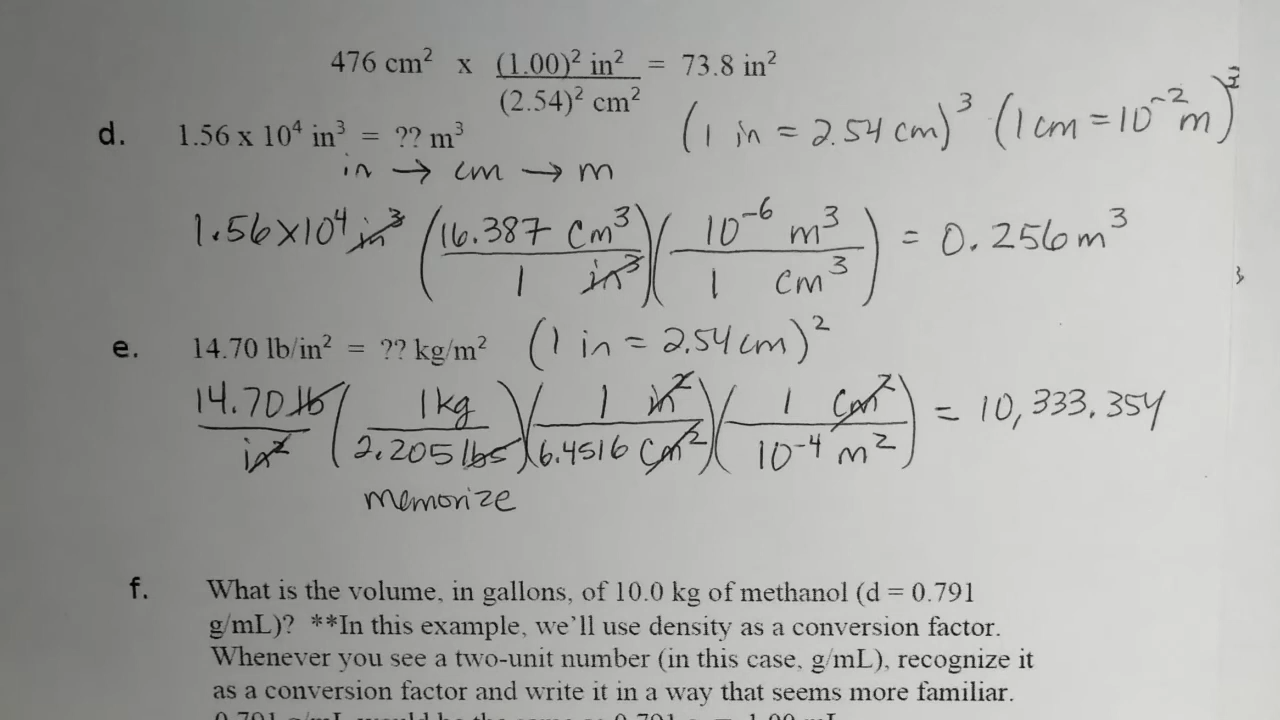 476 cm² x (1.00)² in² / (2.54)² cm² = 73.8 in²
d. 1.56 x 10⁴ in³ = ?? m³ (1 in = 2.54 cm)³ (1 cm = 10⁻² m)³
in → cm → m
1.56×10⁴ in³ (16.387 cm³ / 1 in³)(10⁻⁶ m³ / 1 cm³) = 0.256 m³
e. 14.70 lb/in² = ?? kg/m² (1 in = 2.54 cm)²
14.70 lb / in² (1 kg / 2.205 lbs)(1 in² / 6.4516 cm²)(1 cm² / 10⁻⁴ m²) = 10,333.354
memorize
f. What is the volume, in gallons, of 10.0 kg of methanol (d = 0.791
g/mL)? **In this example, we'll use density as a conversion factor.
Whenever you see a two-unit number (in this case, g/mL), recognize it
as a conversion factor and write it in a way that seems more familiar.